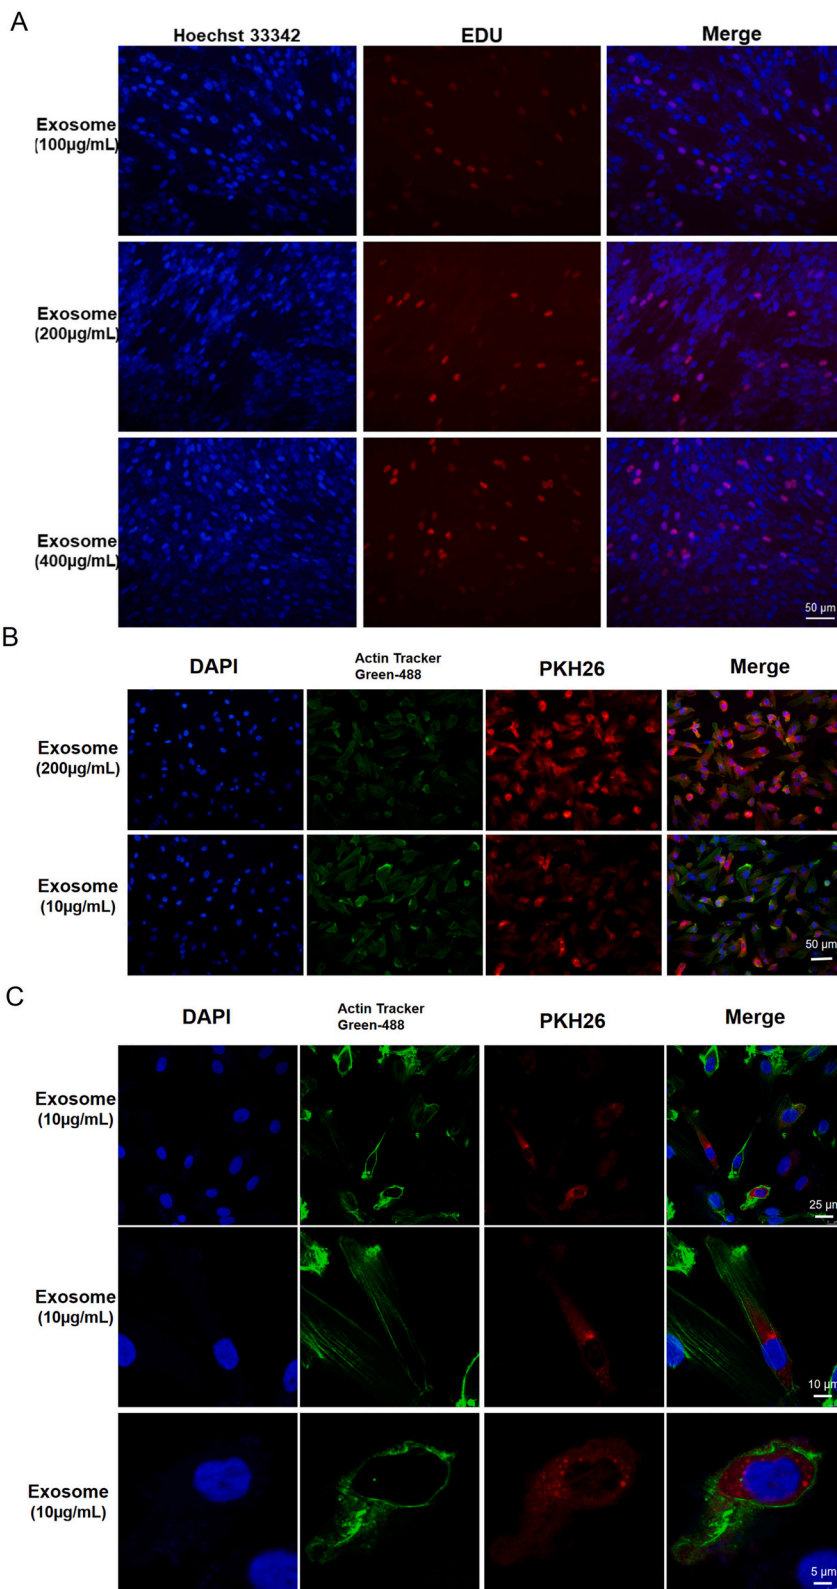 A
Hoechst 33342 EDU Merge
Exosome
(100µg/mL)
Exosome
(200µg/mL)
Exosome
(400µg/mL)
50 µm
B
DAPI Actin Tracker Green-488 PKH26 Merge
Exosome
(200µg/mL)
Exosome
(10µg/mL)
50 µm
C
DAPI Actin Tracker Green-488 PKH26 Merge
Exosome
(10µg/mL)
25 µm
Exosome
(10µg/mL)
10 µm
Exosome
(10µg/mL)
5 µm